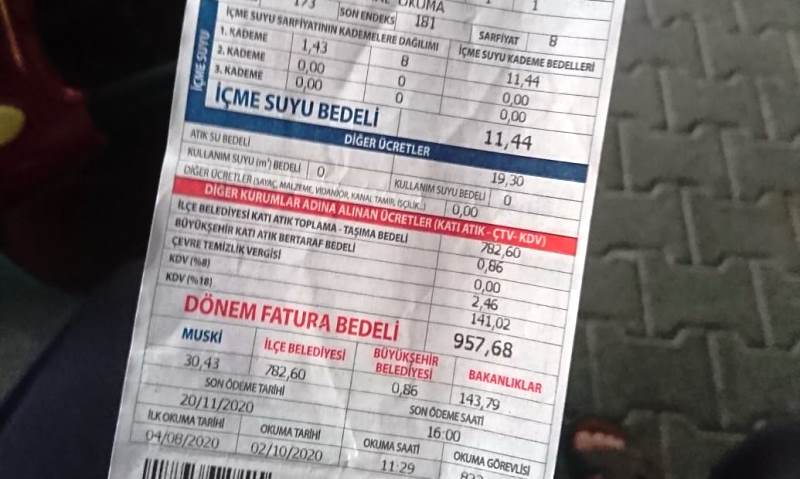 OKUMA 1
173 SON ENDEKS 181 SARFİYAT 8
İÇME SUYU SARFİYATININ KADEMELERE DAĞILIMI İÇME SUYU KADEME BEDELLERİ
İÇME SUYU
1. KADEME 1,43 8 11,44
2. KADEME 0,00 0 0,00
3. KADEME 0,00 0 0,00
İÇME SUYU BEDELİ 11,44
DİĞER ÜCRETLER
ATIK SU BEDELİ 19,30
KULLANIM SUYU (m³) BEDELİ 0 KULLANIM SUYU BEDELİ 0
DİĞER ÜCRETLER (SAYAÇ, MALZEME, VİDANJÖR, KANAL TAMİR, İŞÇİLİK..) 0,00
DİĞER KURUMLAR ADINA ALINAN ÜCRETLER (KATI ATIK - ÇTV- KDV)
İLÇE BELEDİYESİ KATI ATIK TOPLAMA - TAŞIMA BEDELİ 782,60
BÜYÜKŞEHİR KATI ATIK BERTARAF BEDELİ 0,86
ÇEVRE TEMİZLİK VERGİSİ 0,00
KDV (%8) 2,46
KDV (%18) 141,02
DÖNEM FATURA BEDELİ 957,68
MUSKİ İLÇE BELEDİYESİ BÜYÜKŞEHİR BELEDİYESİ BAKANLIKLAR
30,43 782,60 0,86 143,79
SON ÖDEME TARİHİ SON ÖDEME SAATİ
20/11/2020 16:00
İLK OKUMA TARİHİ OKUMA TARİHİ OKUMA SAATİ OKUMA GÖREVLİSİ
04/08/2020 02/10/2020 11:29